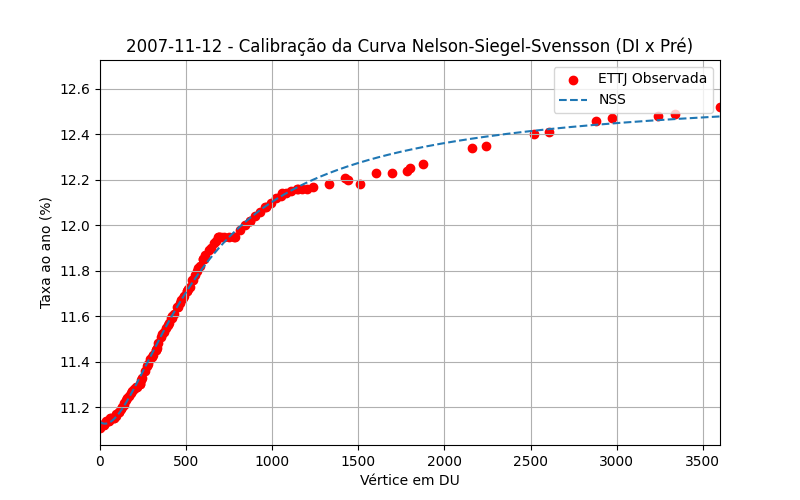 2007-11-12 - Calibração da Curva Nelson-Siegel-Svensson (DI x Pré)
ETTJ Observada
NSS
Taxa ao ano (%)
12.6
12.4
12.2
12.0
11.8
11.6
11.4
11.2
0 500 1000 1500 2000 2500 3000 3500
Vértice em DU